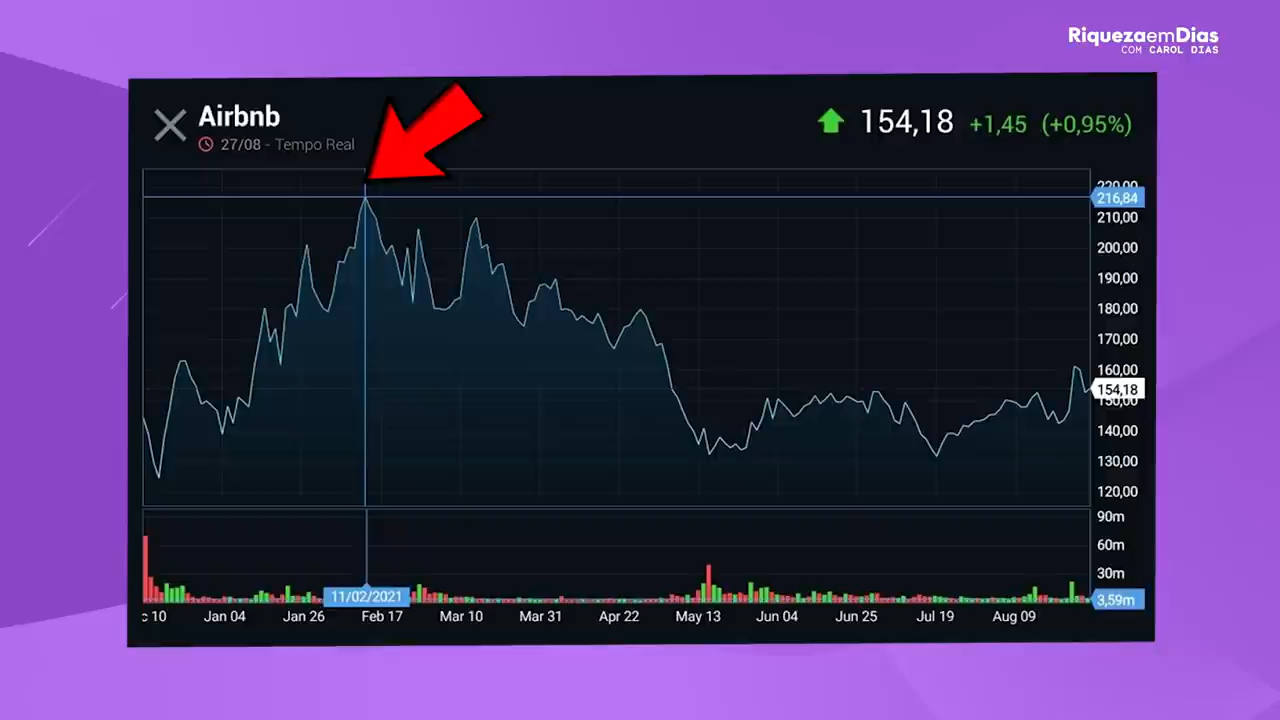 RiquezaemDias
COM CAROL DIAS
Airbnb
27/08 - Tempo Real
154,18 +1,45 (+0,95%)
220,00
216,84
210,00
200,00
190,00
180,00
170,00
160,00
154,18
150,00
140,00
130,00
120,00
90m
60m
30m
3,59m
11/02/2021
c 10 Jan 04 Jan 26 Feb 17 Mar 10 Mar 31 Apr 22 May 13 Jun 04 Jun 25 Jul 19 Aug 09